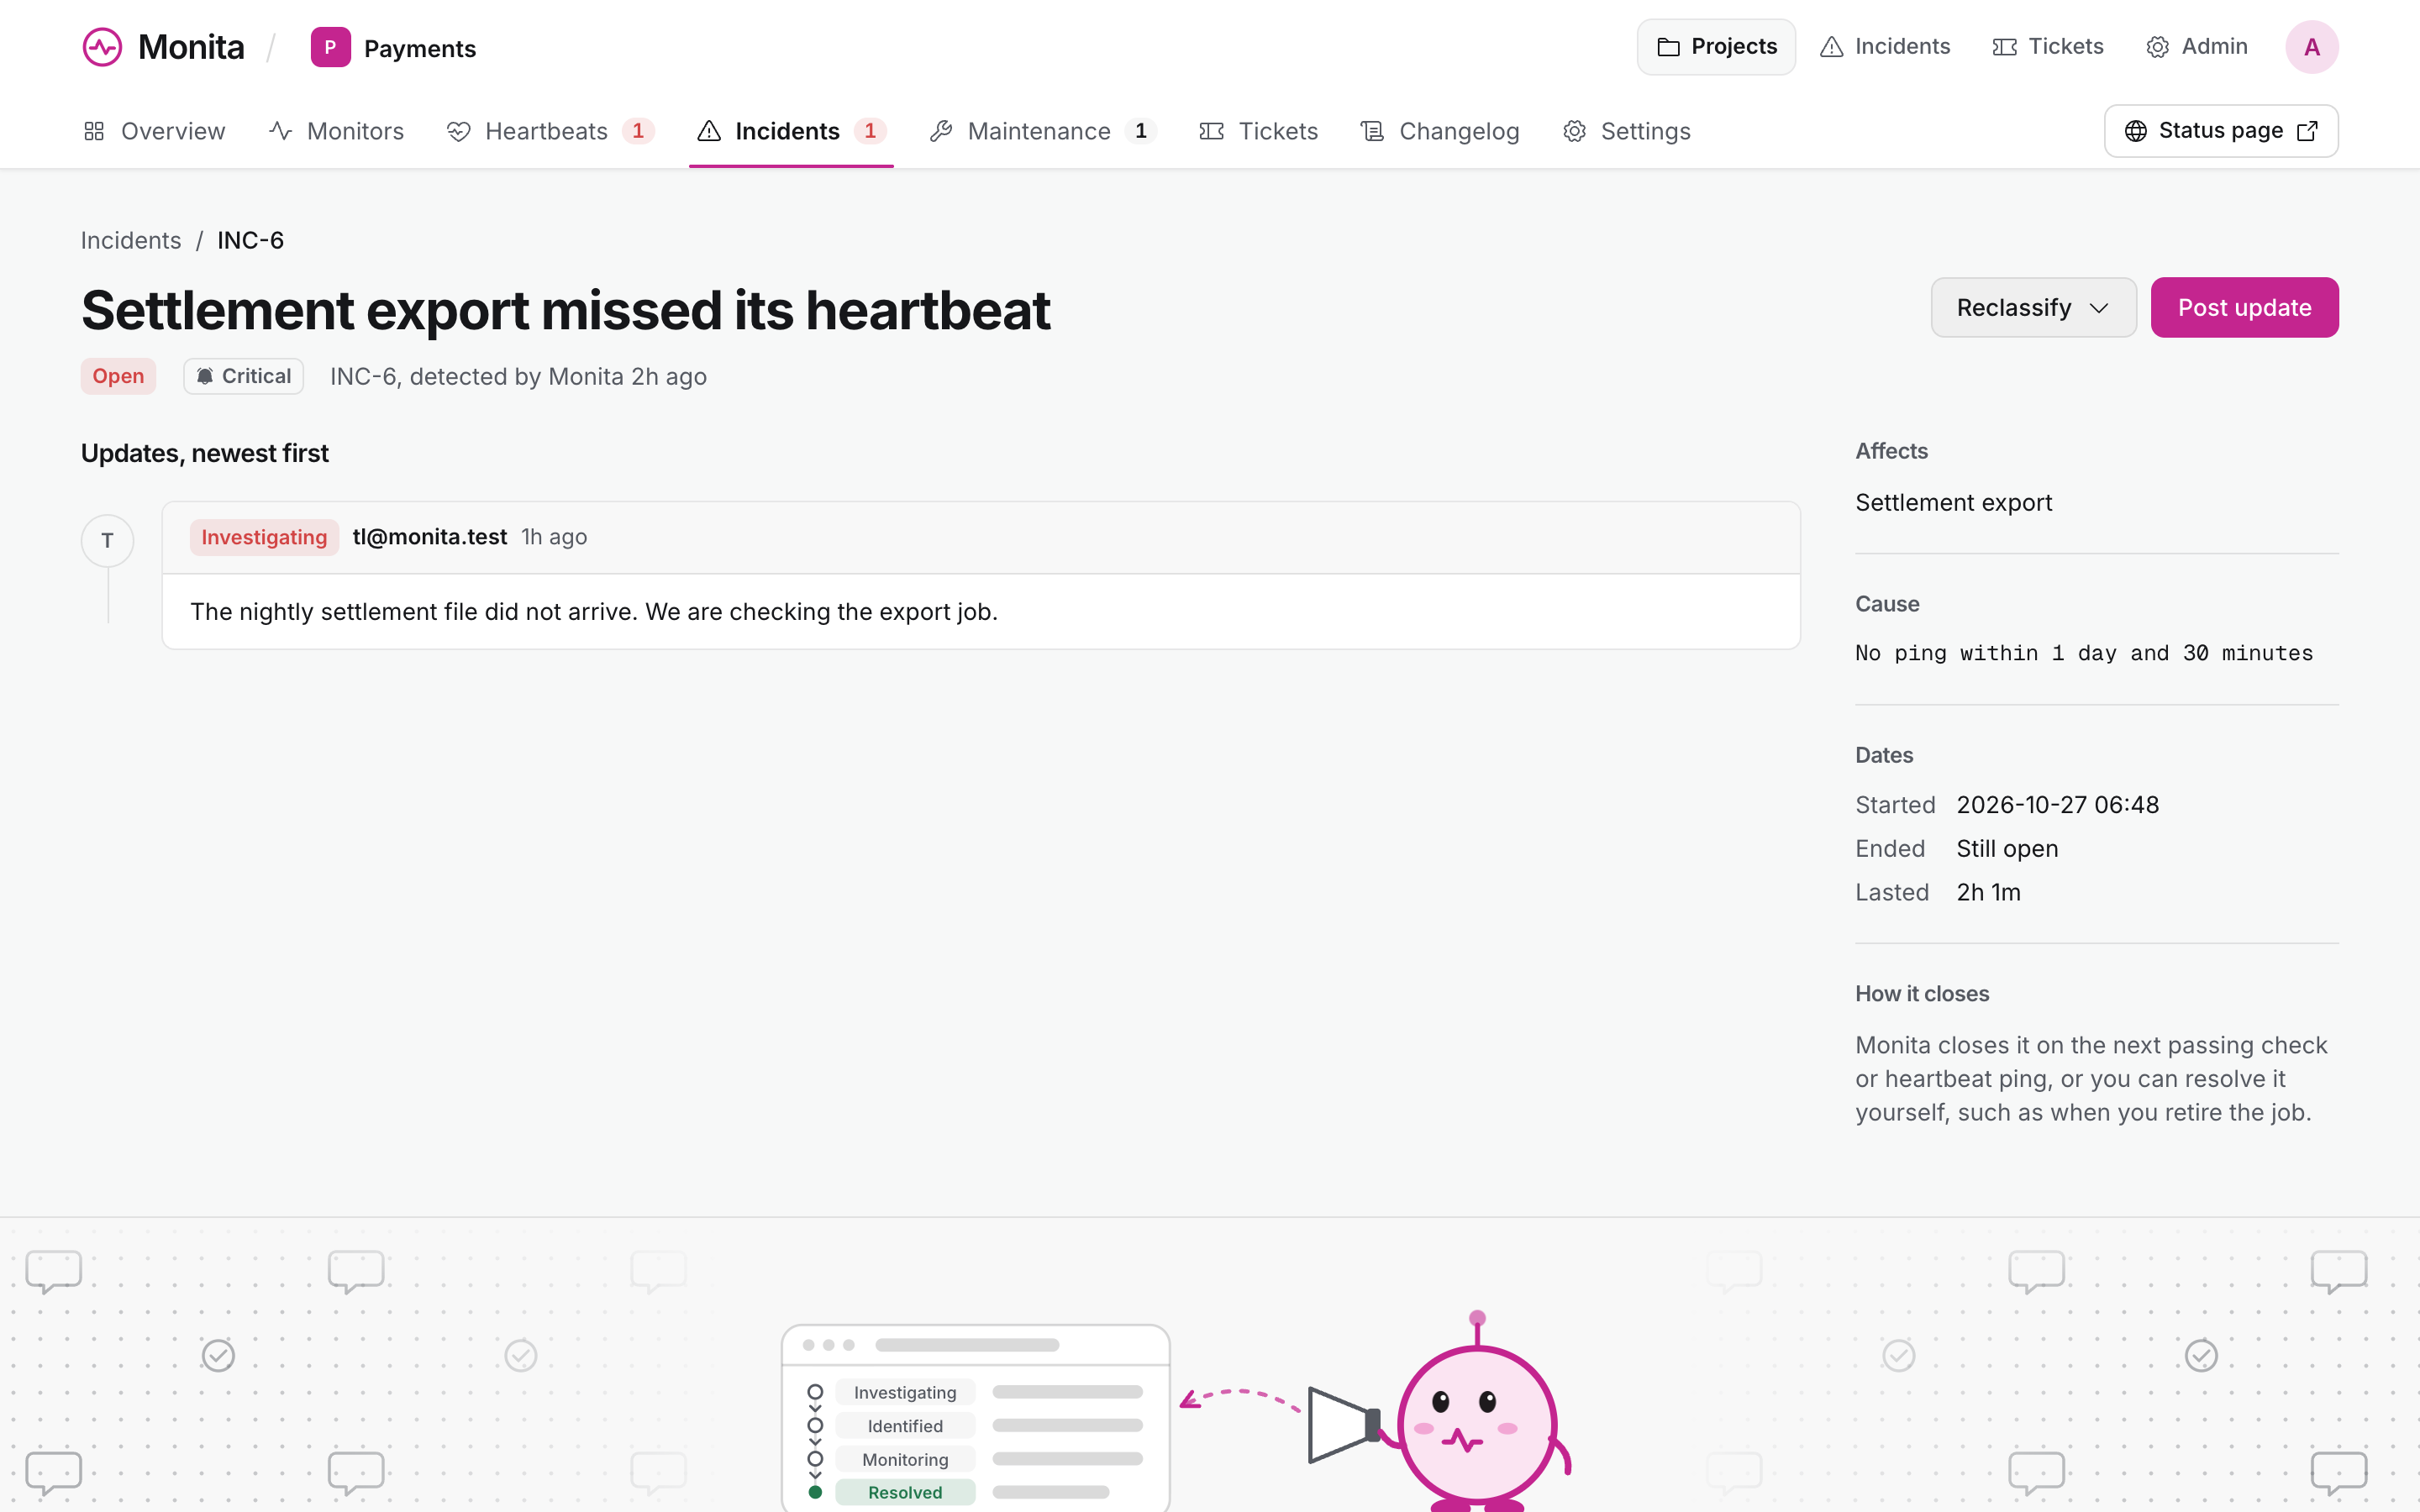 Monita / P Payments
Projects Incidents Tickets Admin A
Overview Monitors Heartbeats 1 Incidents 1 Maintenance 1 Tickets Changelog Settings Status page
Incidents / INC-6
Settlement export missed its heartbeat
Reclassify Post update
Open Critical INC-6, detected by Monita 2h ago
Updates, newest first
T Investigating tl@monita.test 1h ago
The nightly settlement file did not arrive. We are checking the export job.
Affects
Settlement export
Cause
No ping within 1 day and 30 minutes
Dates
Started 2026-10-27 06:48
Ended Still open
Lasted 2h 1m
How it closes
Monita closes it on the next passing check
or heartbeat ping, or you can resolve it
yourself, such as when you retire the job.
Investigating
Identified
Monitoring
Resolved